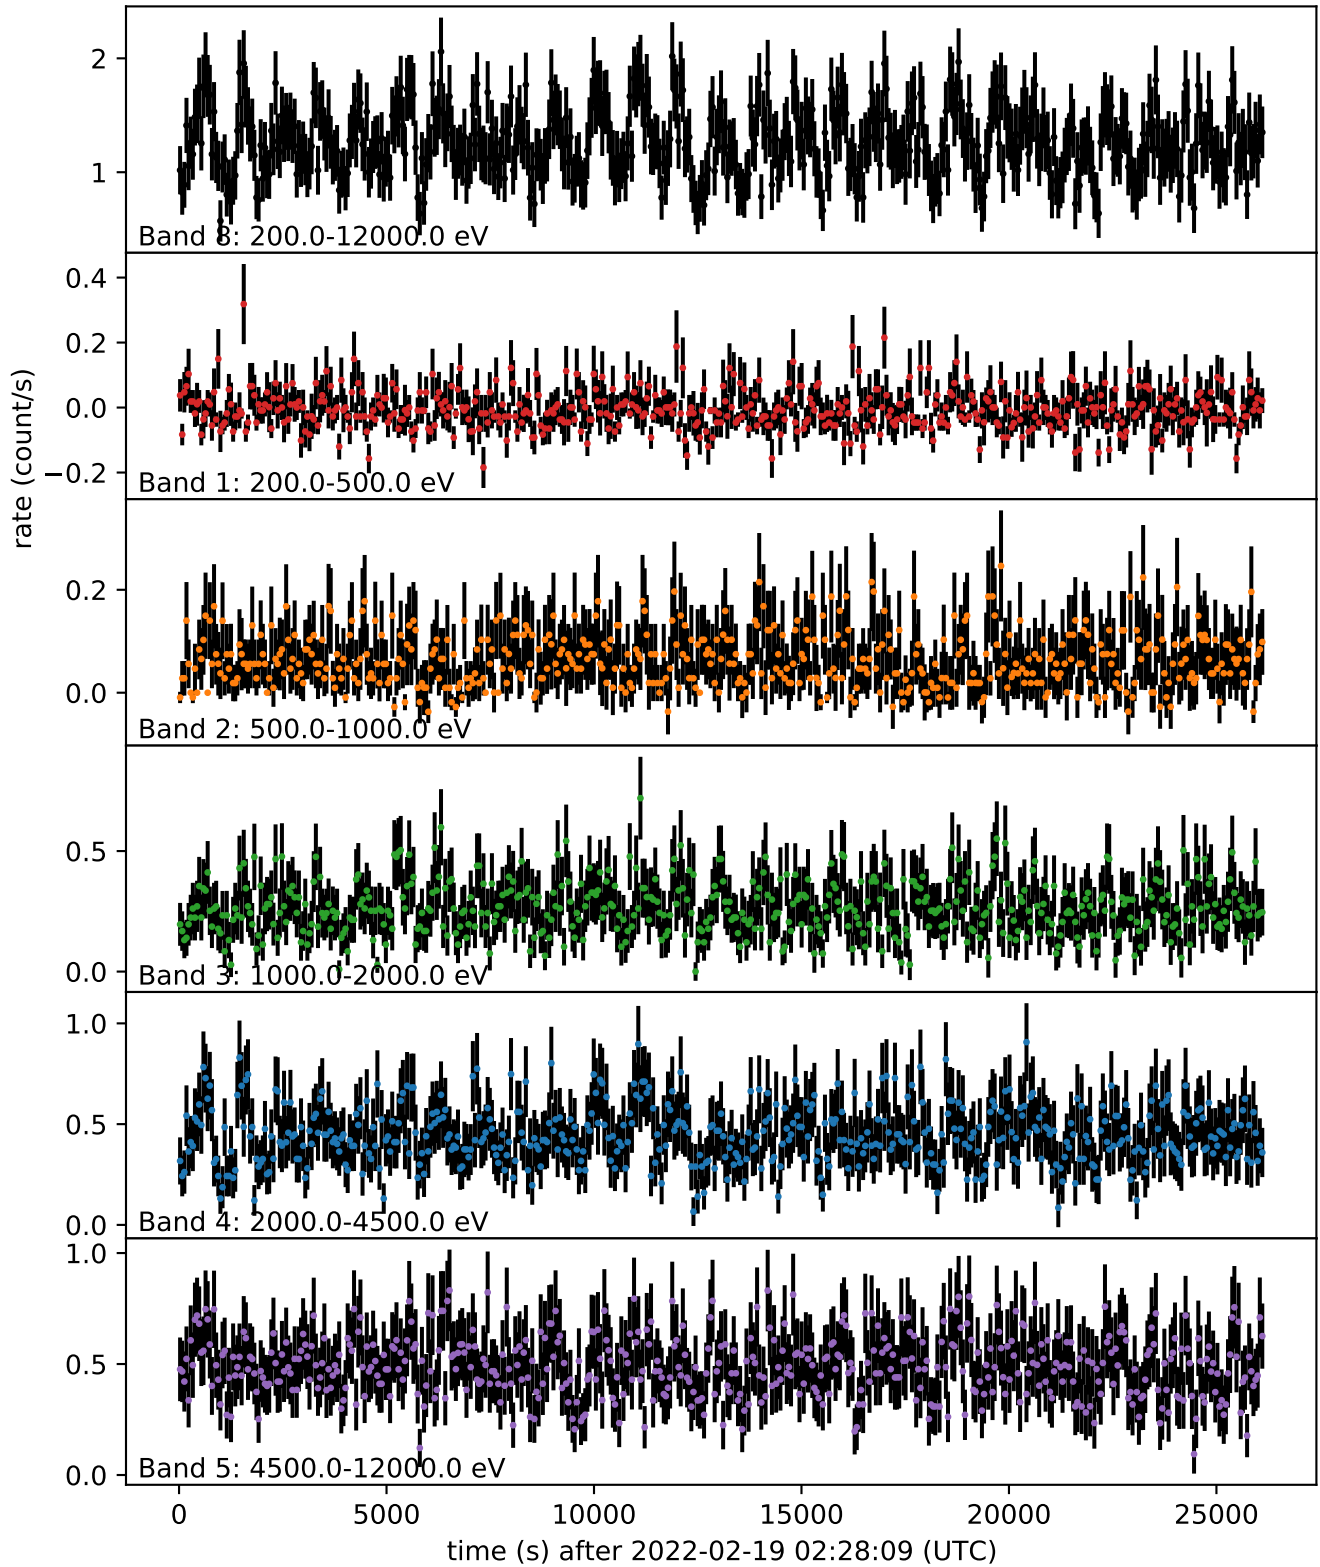 2
1
Band 8: 200.0-12000.0 eV
0.4
0.2
0.0
−0.2
Band 1: 200.0-500.0 eV
rate (count/s)
0.2
0.0
Band 2: 500.0-1000.0 eV
0.5
0.0
Band 3: 1000.0-2000.0 eV
1.0
0.5
0.0
Band 4: 2000.0-4500.0 eV
1.0
0.5
0.0
Band 5: 4500.0-12000.0 eV
0 5000 10000 15000 20000 25000
time (s) after 2022-02-19 02:28:09 (UTC)